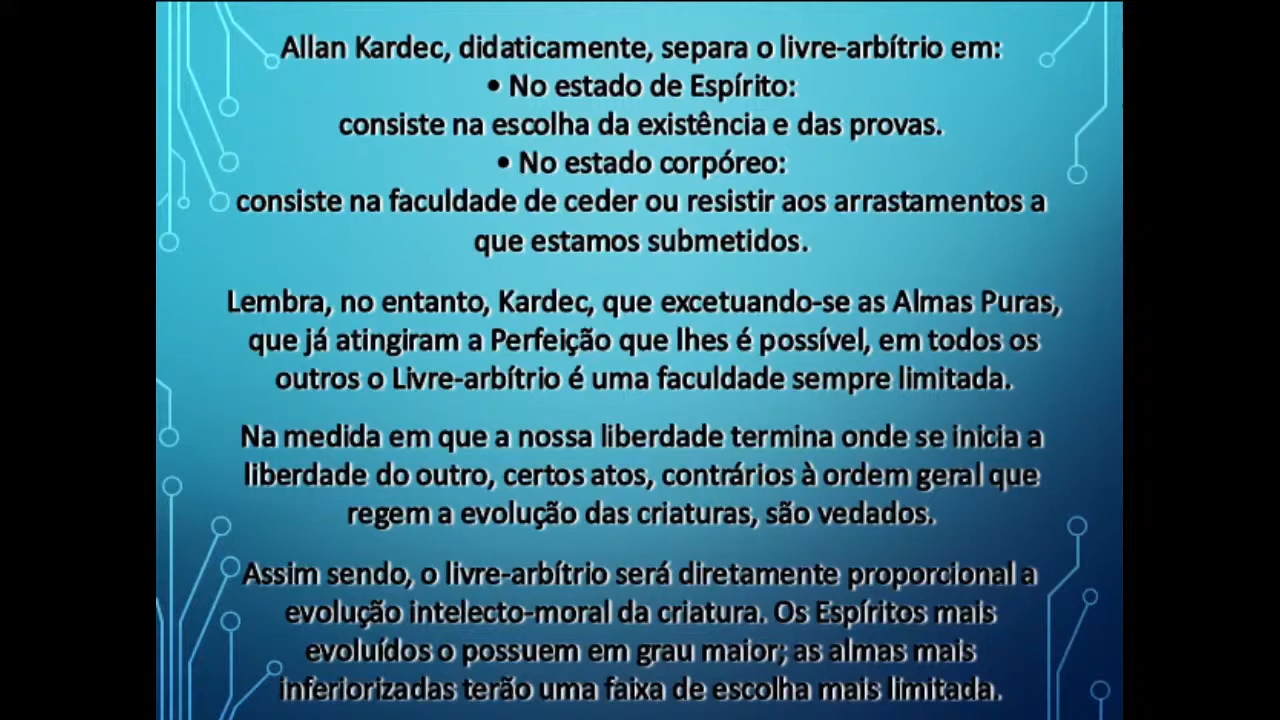 Allan Kardec, didaticamente, separa o livre-arbítrio em:
• No estado de Espírito:
consiste na escolha da existência e das provas.
• No estado corpóreo:
consiste na faculdade de ceder ou resistir aos arrastamentos a
que estamos submetidos.
Lembra, no entanto, Kardec, que excetuando-se as Almas Puras,
que já atingiram a Perfeição que lhes é possível, em todos os
outros o Livre-arbítrio é uma faculdade sempre limitada.
Na medida em que a nossa liberdade termina onde se inicia a
liberdade do outro, certos atos, contrários à ordem geral que
regem a evolução das criaturas, são vedados.
Assim sendo, o livre-arbítrio será diretamente proporcional a
evolução intelecto-moral da criatura. Os Espíritos mais
evoluídos o possuem em grau maior; as almas mais
inferiorizadas terão uma faixa de escolha mais limitada.